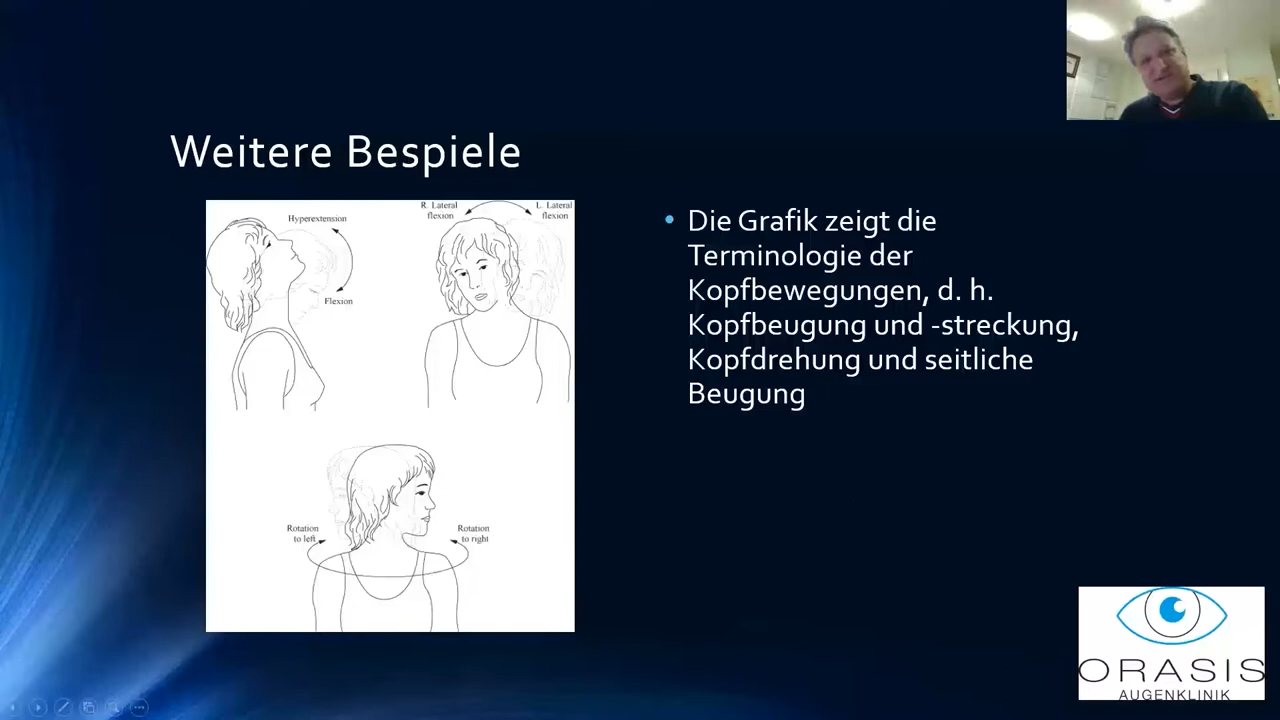 Weitere Bespiele
Hyperextension
Flexion
R. Lateral
flexion
L. Lateral
flexion
Rotation
to left
Rotation
to right
Die Grafik zeigt die
Terminologie der
Kopfbewegungen, d. h.
Kopfbeugung und -streckung,
Kopfdrehung und seitliche
Beugung
ORASIS
AUGENKLINIK